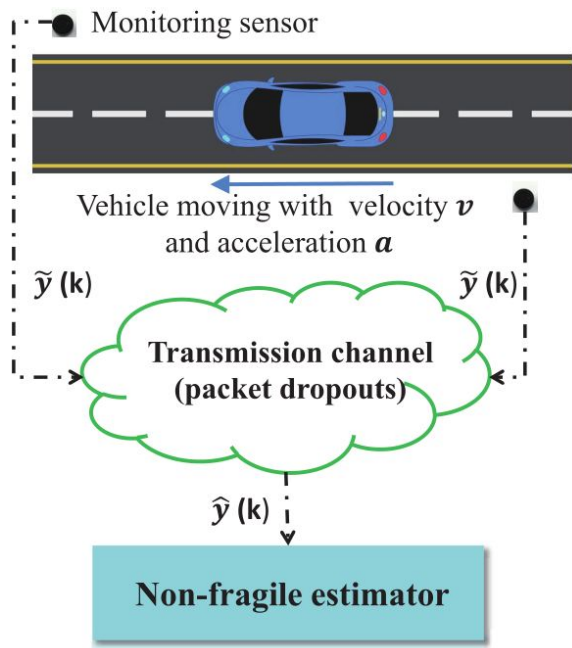 Monitoring sensor
Vehicle moving with velocity v
and acceleration a
ỹ (k)
ỹ (k)
Transmission channel
(packet dropouts)
ŷ (k)
Non-fragile estimator